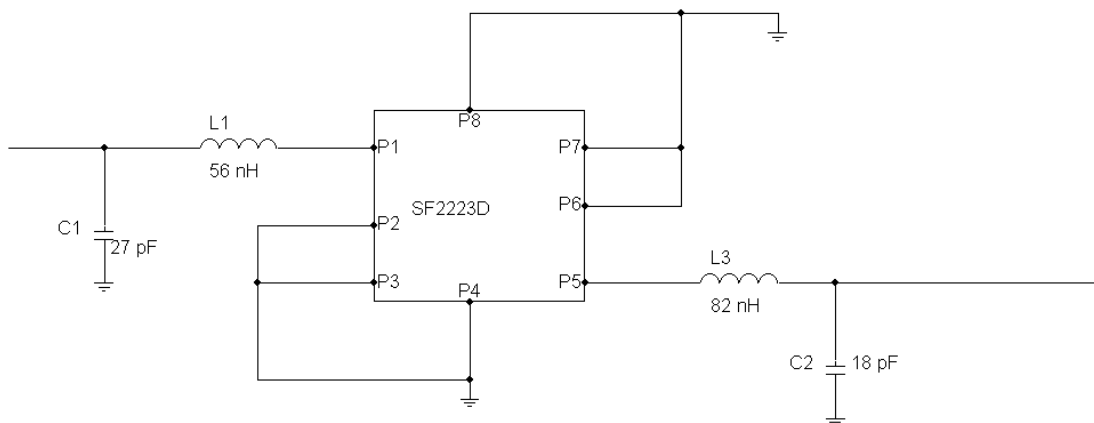 L1
56 nH
P8
P1
P7
SF2223D
P6
P2
C1
27 pF
P3
P4
P5
L3
82 nH
C2
18 pF